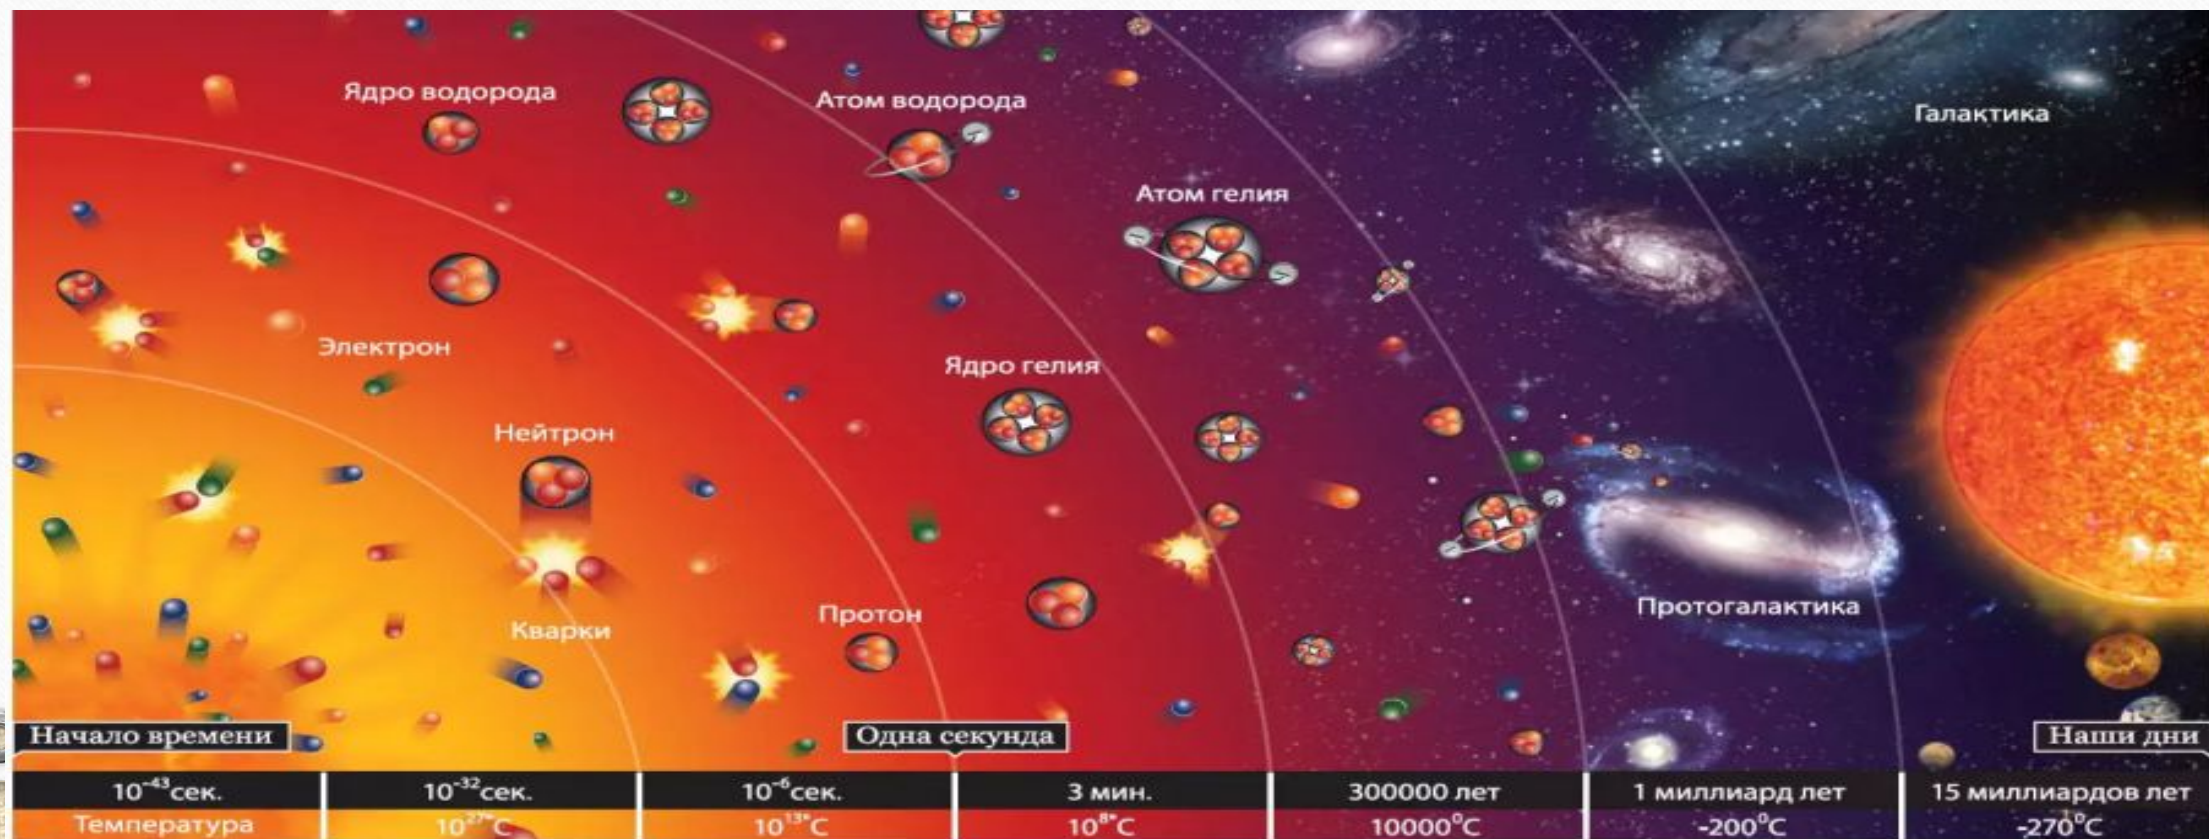 Ядро водорода
Атом водорода
Галактика
Атом гелия
Электрон
Ядро гелия
Нейтрон
Протон
Кварки
Протогалактика
Начало времени
Одна секунда
Наши дни
10⁻⁴³сек. 10⁻³²сек. 10⁻⁶сек. 3 мин. 300000 лет 1 миллиард лет 15 миллиардов лет
Температура 10²⁷°C 10¹³°C 10⁸°C 10000°C -200°C -270°C